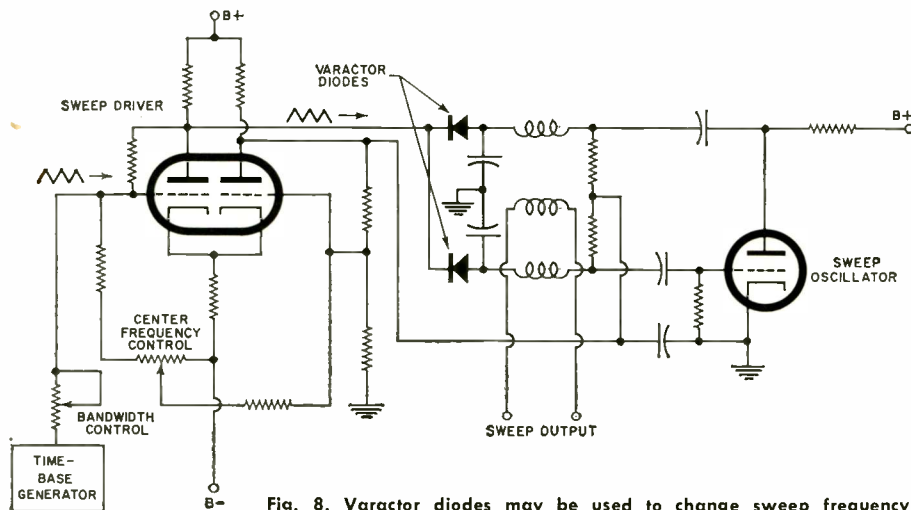 B+
VARACTOR
DIODES
SWEEP DRIVER
B+
SWEEP
OSCILLATOR
CENTER
FREQUENCY
CONTROL
BANDWIDTH
CONTROL
SWEEP OUTPUT
TIME-
BASE
GENERATOR
B-
Fig. 8. Varactor diodes may be used to change sweep frequency.